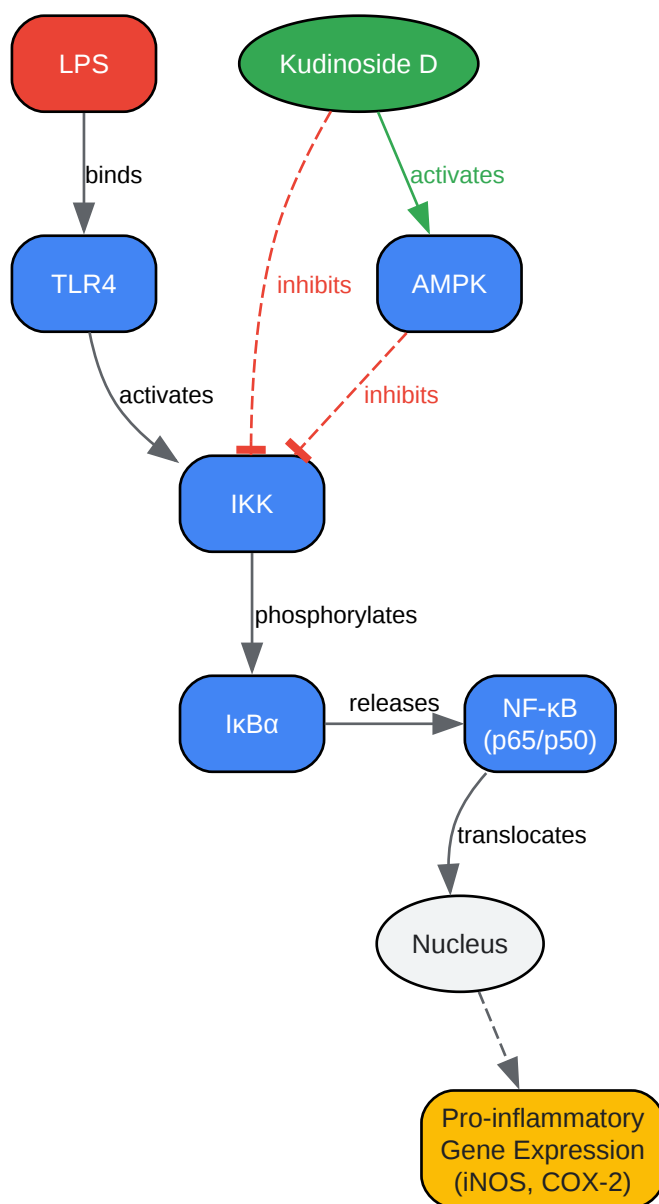 LPS
Kudinoside D
binds
activates
TLR4
inhibits
AMPK
activates
inhibits
IKK
phosphorylates
IκBα
releases
NF-κB
(p65/p50)
translocates
Nucleus
Pro-inflammatory
Gene Expression
(iNOS, COX-2)